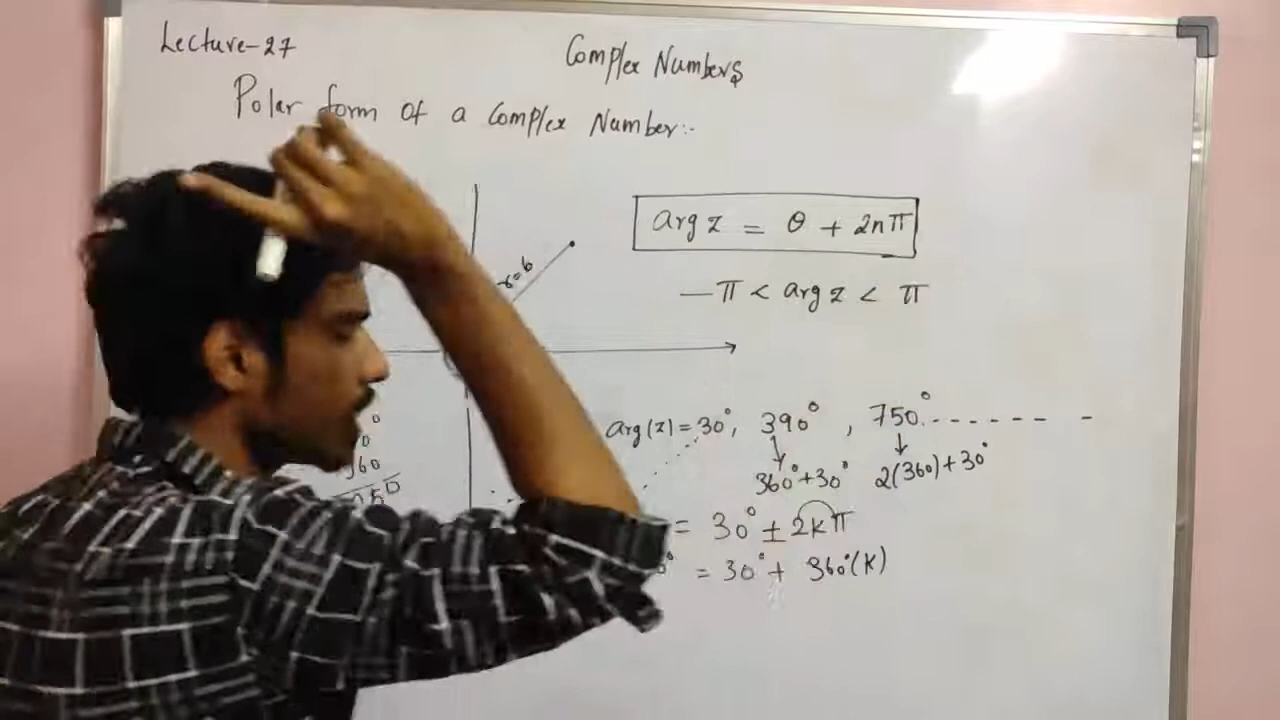 Lecture-27
Complex Numbers
Polar form of a Complex Number:-
arg z = θ + 2nπ
r=6
—π < arg z < π
arg(z) = 30°, 390°, 750°.------ -
360°+30° 2(360)+30°
= 30° ± 2kπ
= 30° + 360°(k)